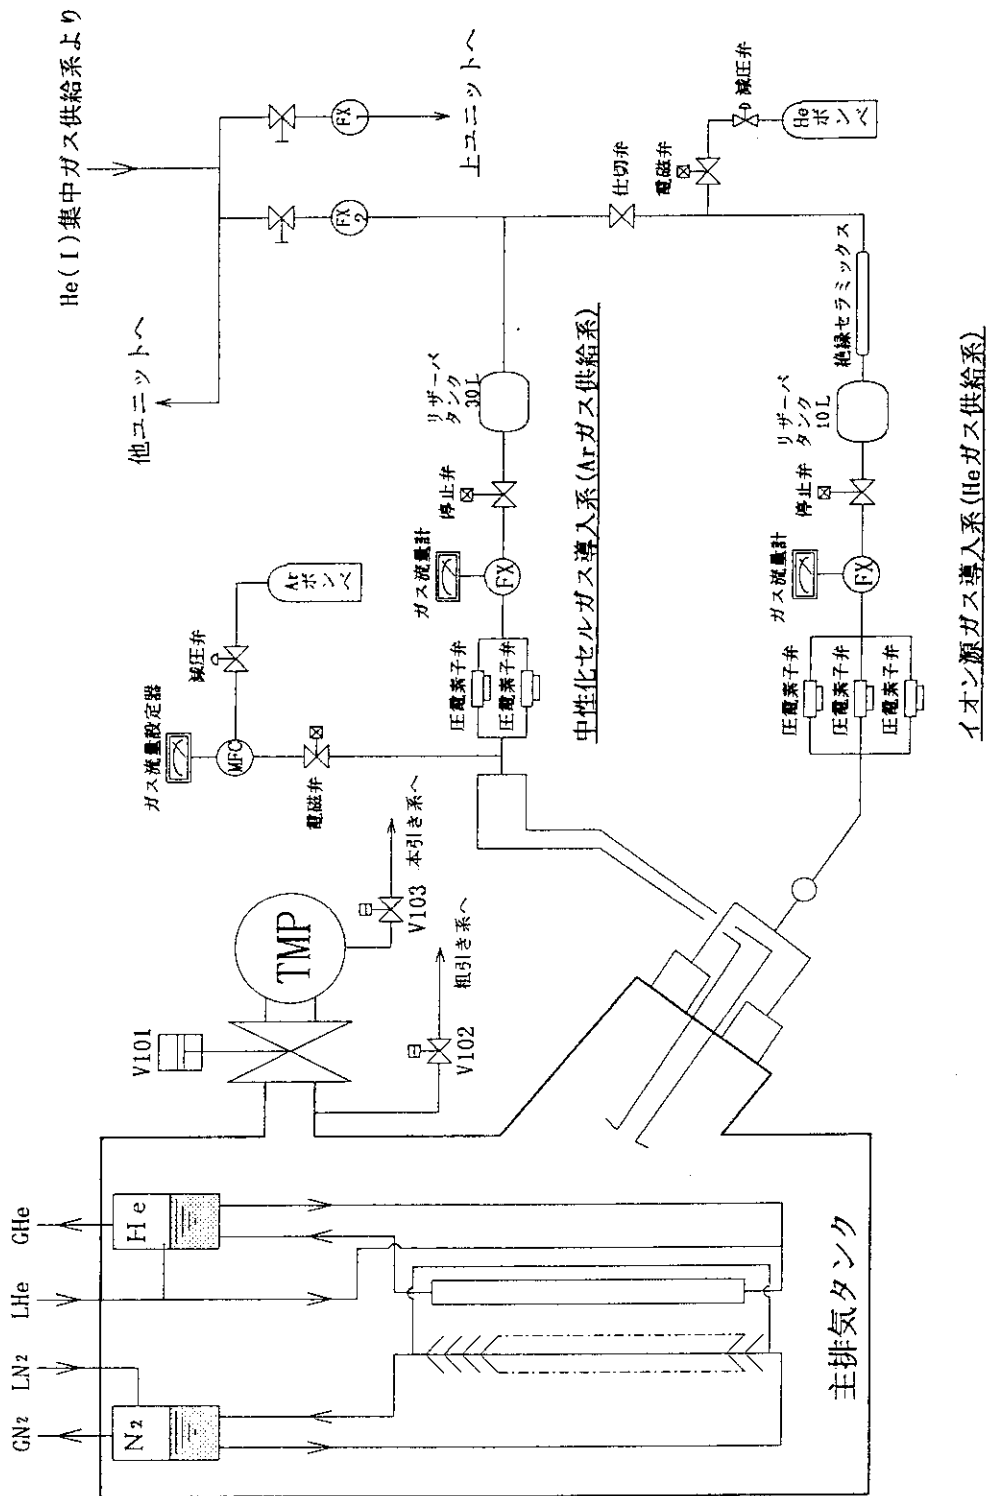 He(I)集中ガス供給系より
他ユニットへ
FX
上ユニットへ
FX
2
仕切弁
電磁弁
減圧弁
He
ボンベ
絶縁セラミックス
リザーバ
タンク
30L
停止弁
ガス流量計
FX
圧電素子弁
圧電素子弁
中性化セルガス導入系(Arガス供給系)
Ar
ボンベ
減圧弁
ガス流量設定器
MFC
電磁弁
リザーバ
タンク
10L
停止弁
ガス流量計
FX
圧電素子弁
圧電素子弁
圧電素子弁
イオン源ガス導入系(Heガス供給系)
TMP
V101
V103
本引き系へ
V102
粗引き系へ
GHe
LHe
LN2
GN2
He
N2
主排気タンク